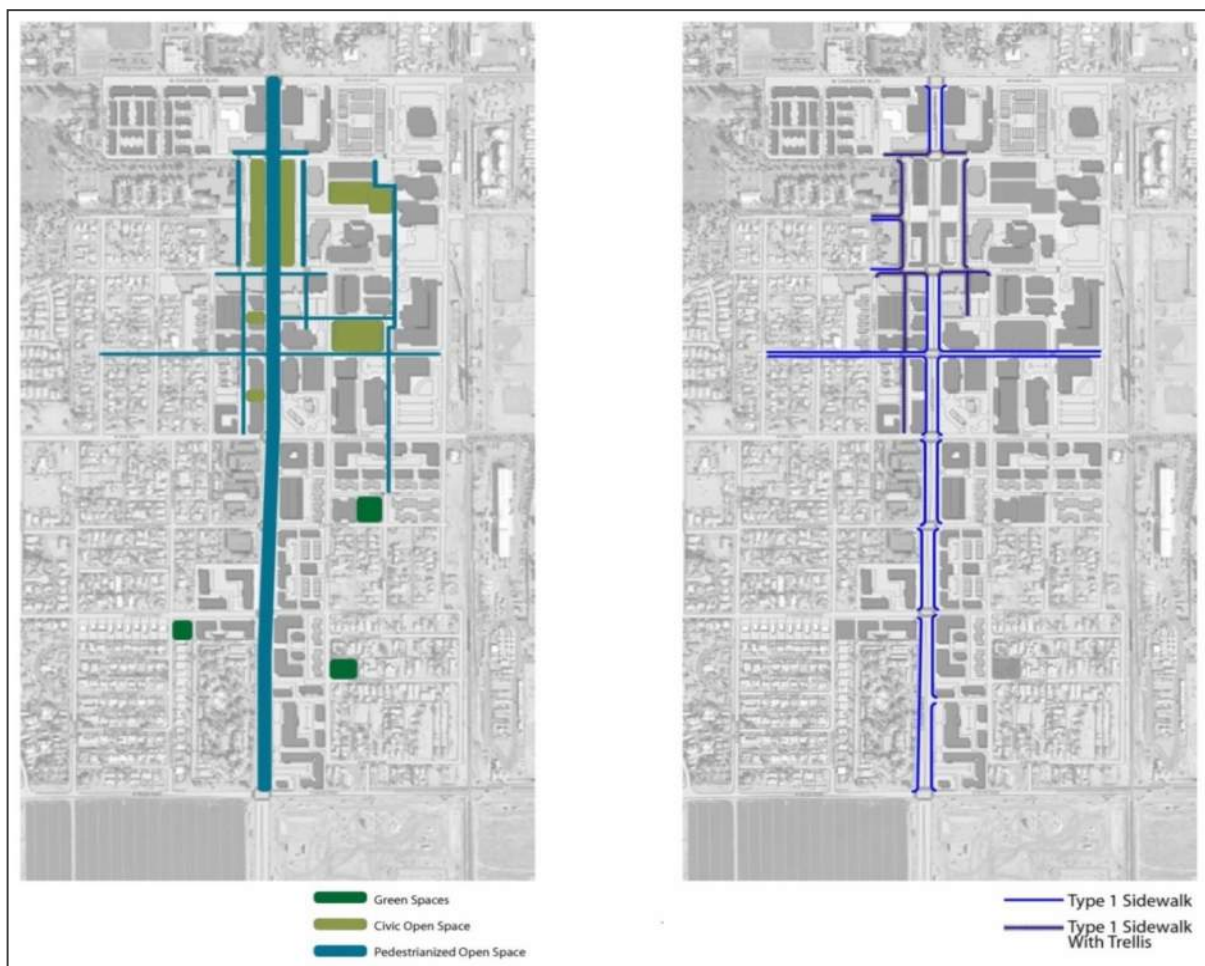 Green Spaces
Civic Open Space
Pedestrianized Open Space
Type 1 Sidewalk
Type 1 Sidewalk
With Trellis